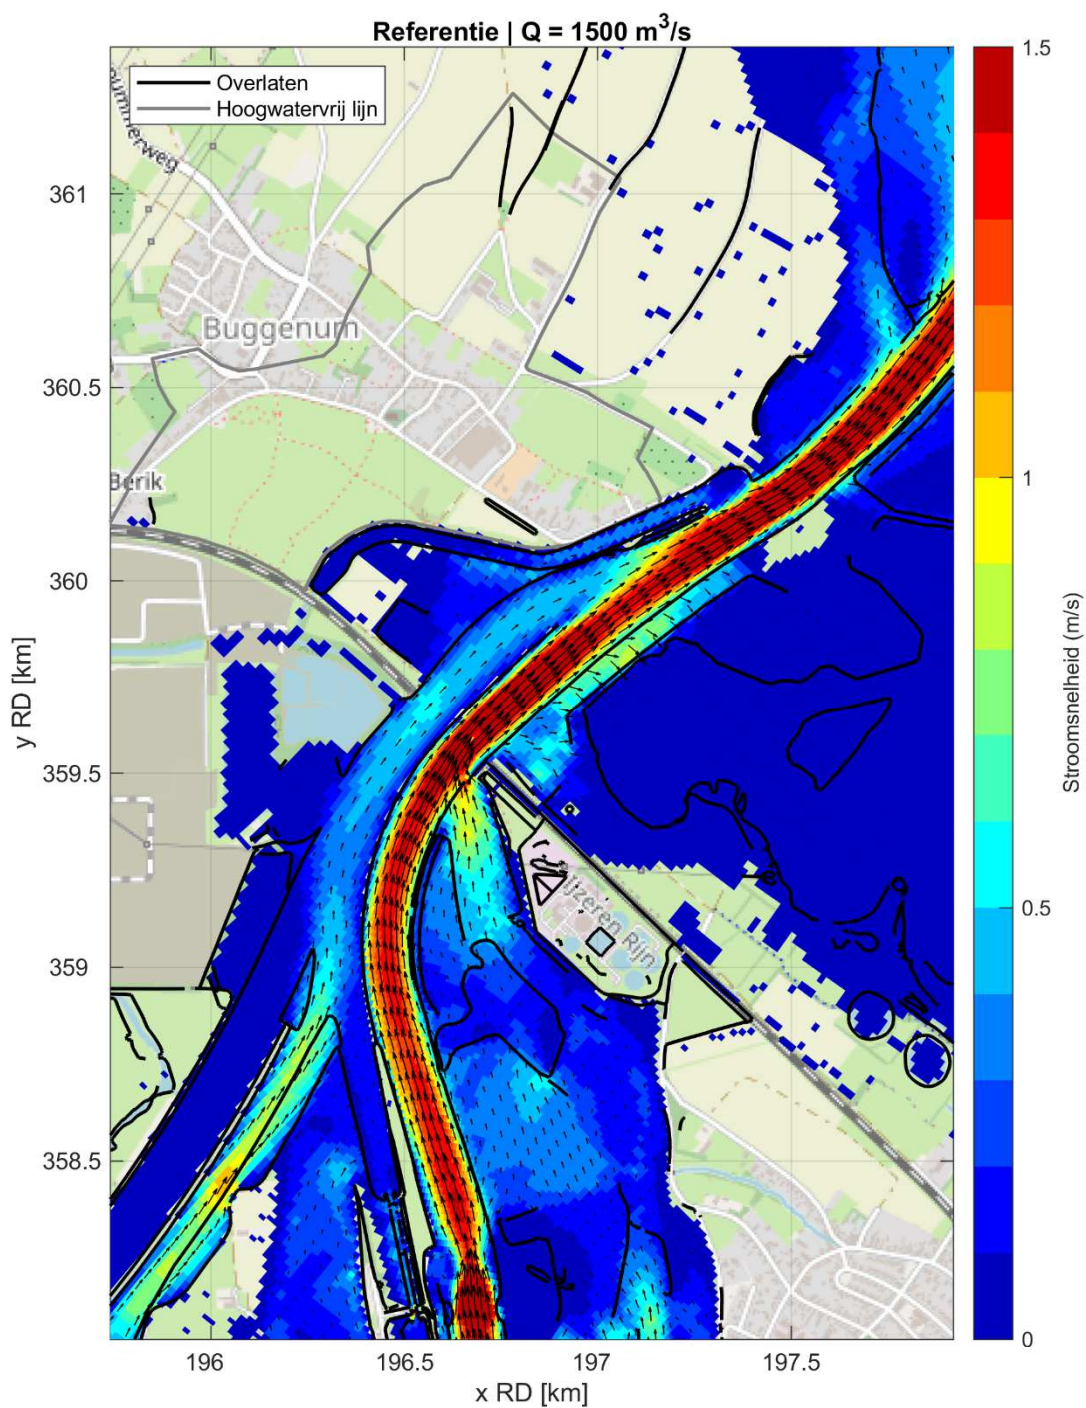 Referentie | Q = 1500 m³/s
Overlaten
Hoogwatervrij lijn
Buggenum
Berik
IJzeren Rijn
361
360.5
360
359.5
359
358.5
y RD [km]
196
196.5
197
197.5
x RD [km]
1.5
1
0.5
0
Stroomsnelheid (m/s)